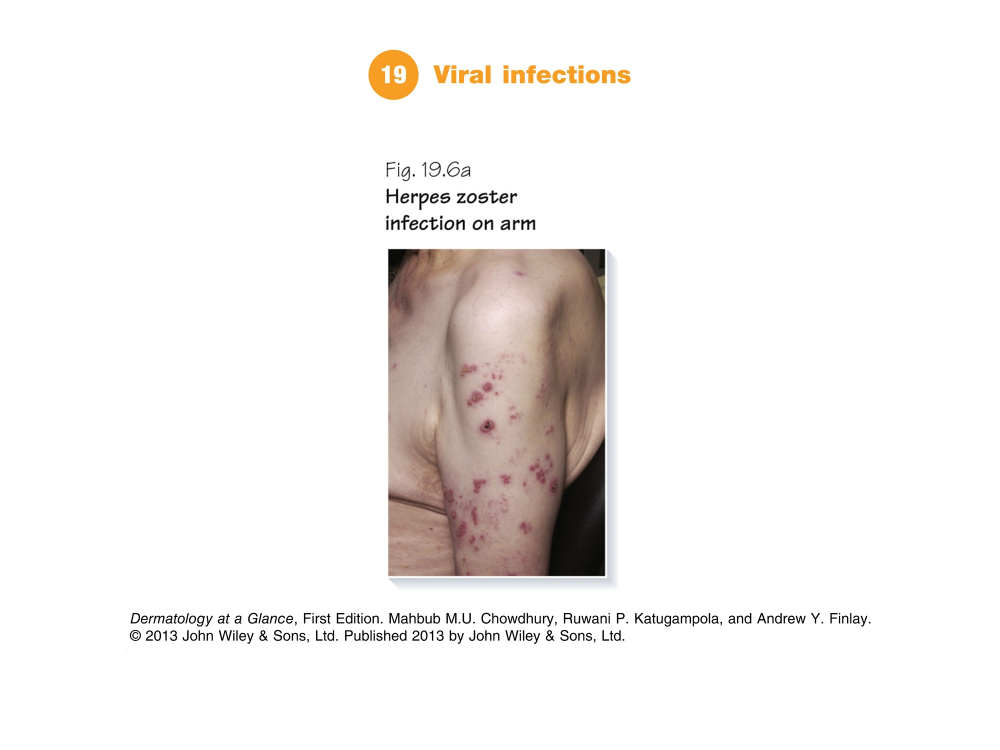 19 Viral infections
Fig. 19.6a
Herpes zoster
infection on arm
Dermatology at a Glance, First Edition. Mahbub M.U. Chowdhury, Ruwani P. Katugampola, and Andrew Y. Finlay.
© 2013 John Wiley & Sons, Ltd. Published 2013 by John Wiley & Sons, Ltd.